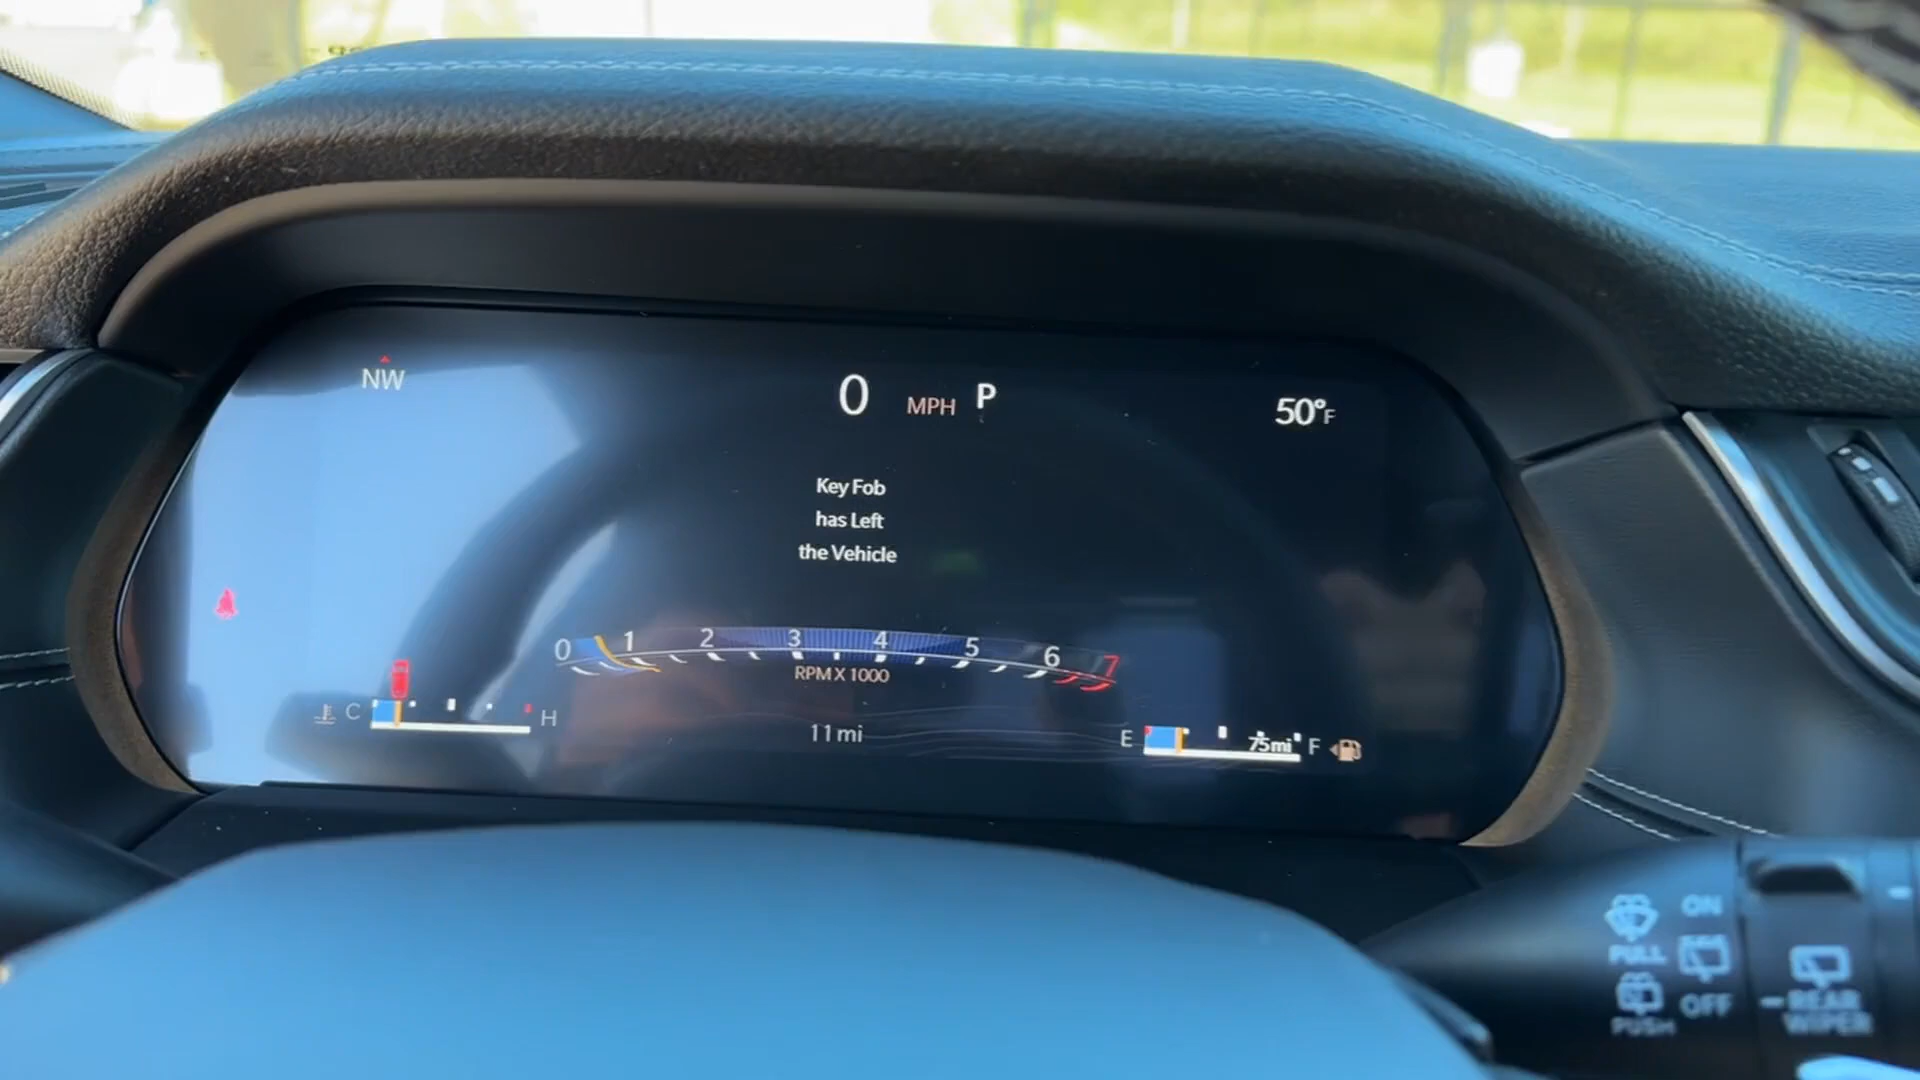 NW
0 MPH P
50°F
Key Fob
has Left
the Vehicle
0 1 2 3 4 5 6 7
RPM X 1000
C H
11 mi
E 75mi F
ON
PULL
OFF
PUSH
REAR
WIPER